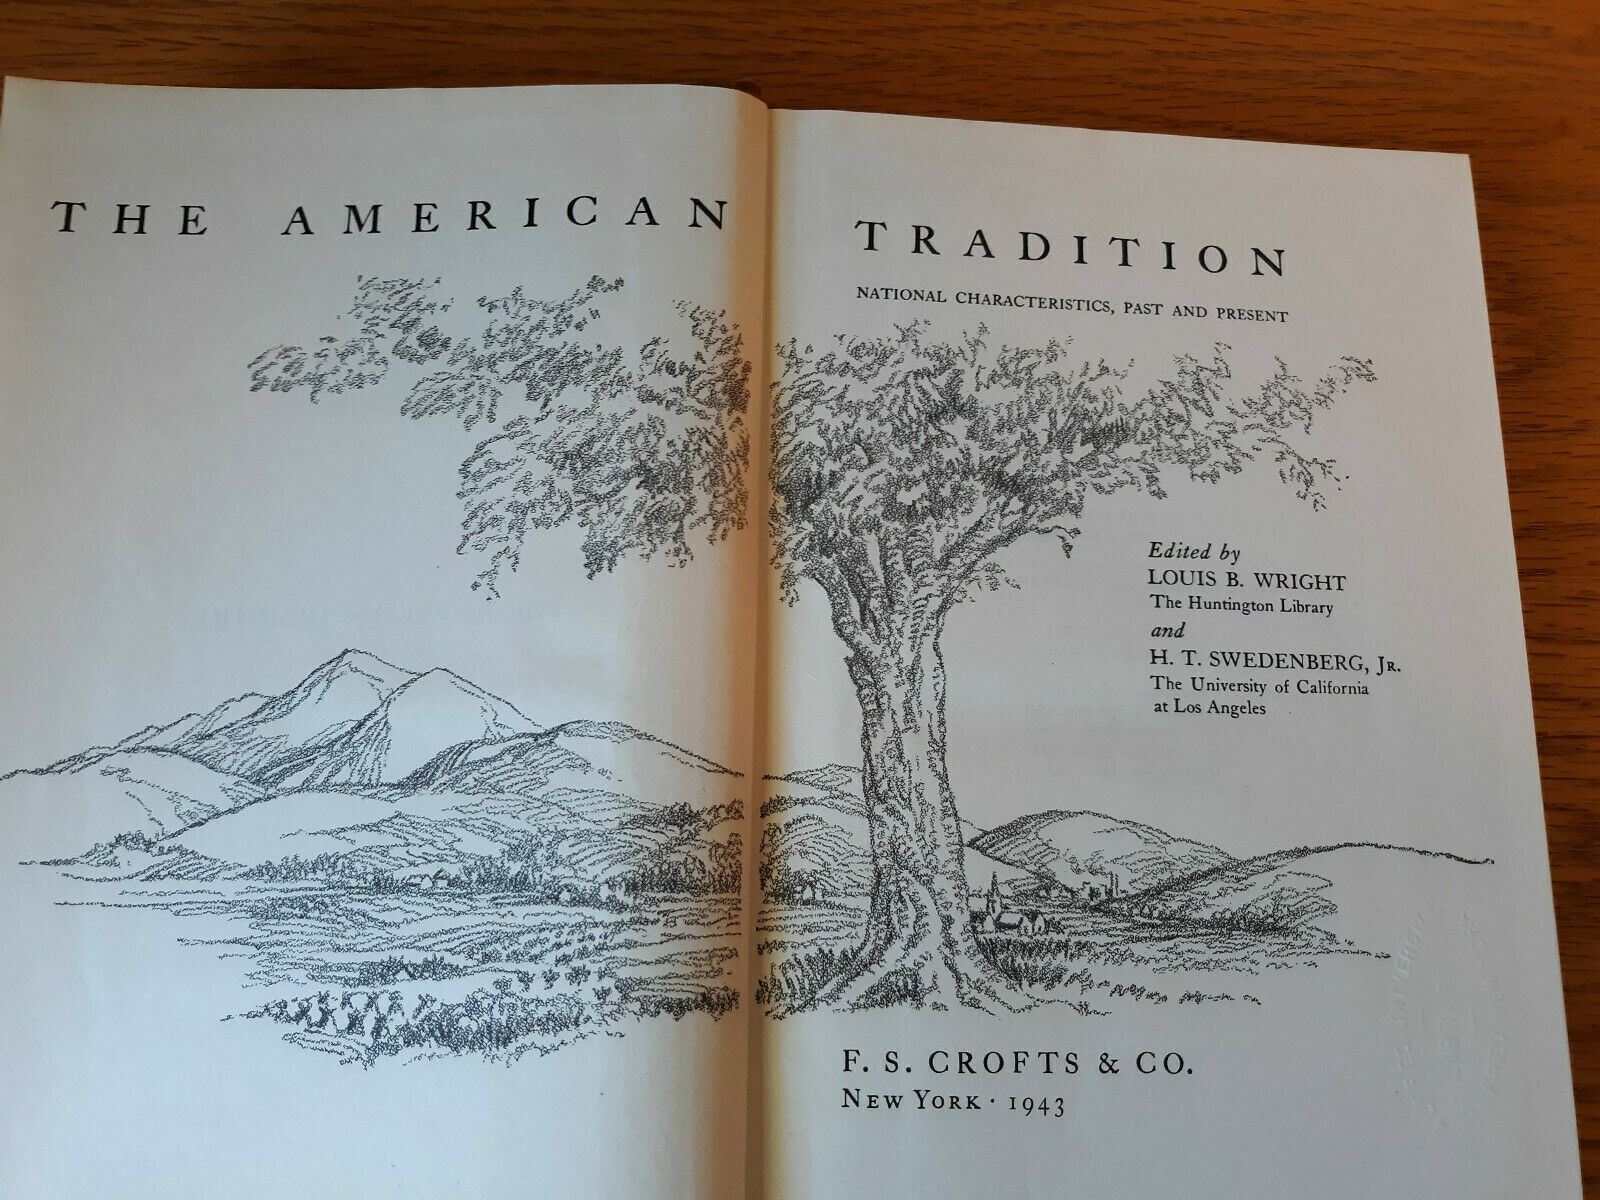 THE AMERICAN TRADITION
NATIONAL CHARACTERISTICS, PAST AND PRESENT
Edited by
LOUIS B. WRIGHT
The Huntington Library
and
H. T. SWEDENBERG, JR.
The University of California
at Los Angeles
F. S. CROFTS & CO.
NEW YORK · 1943